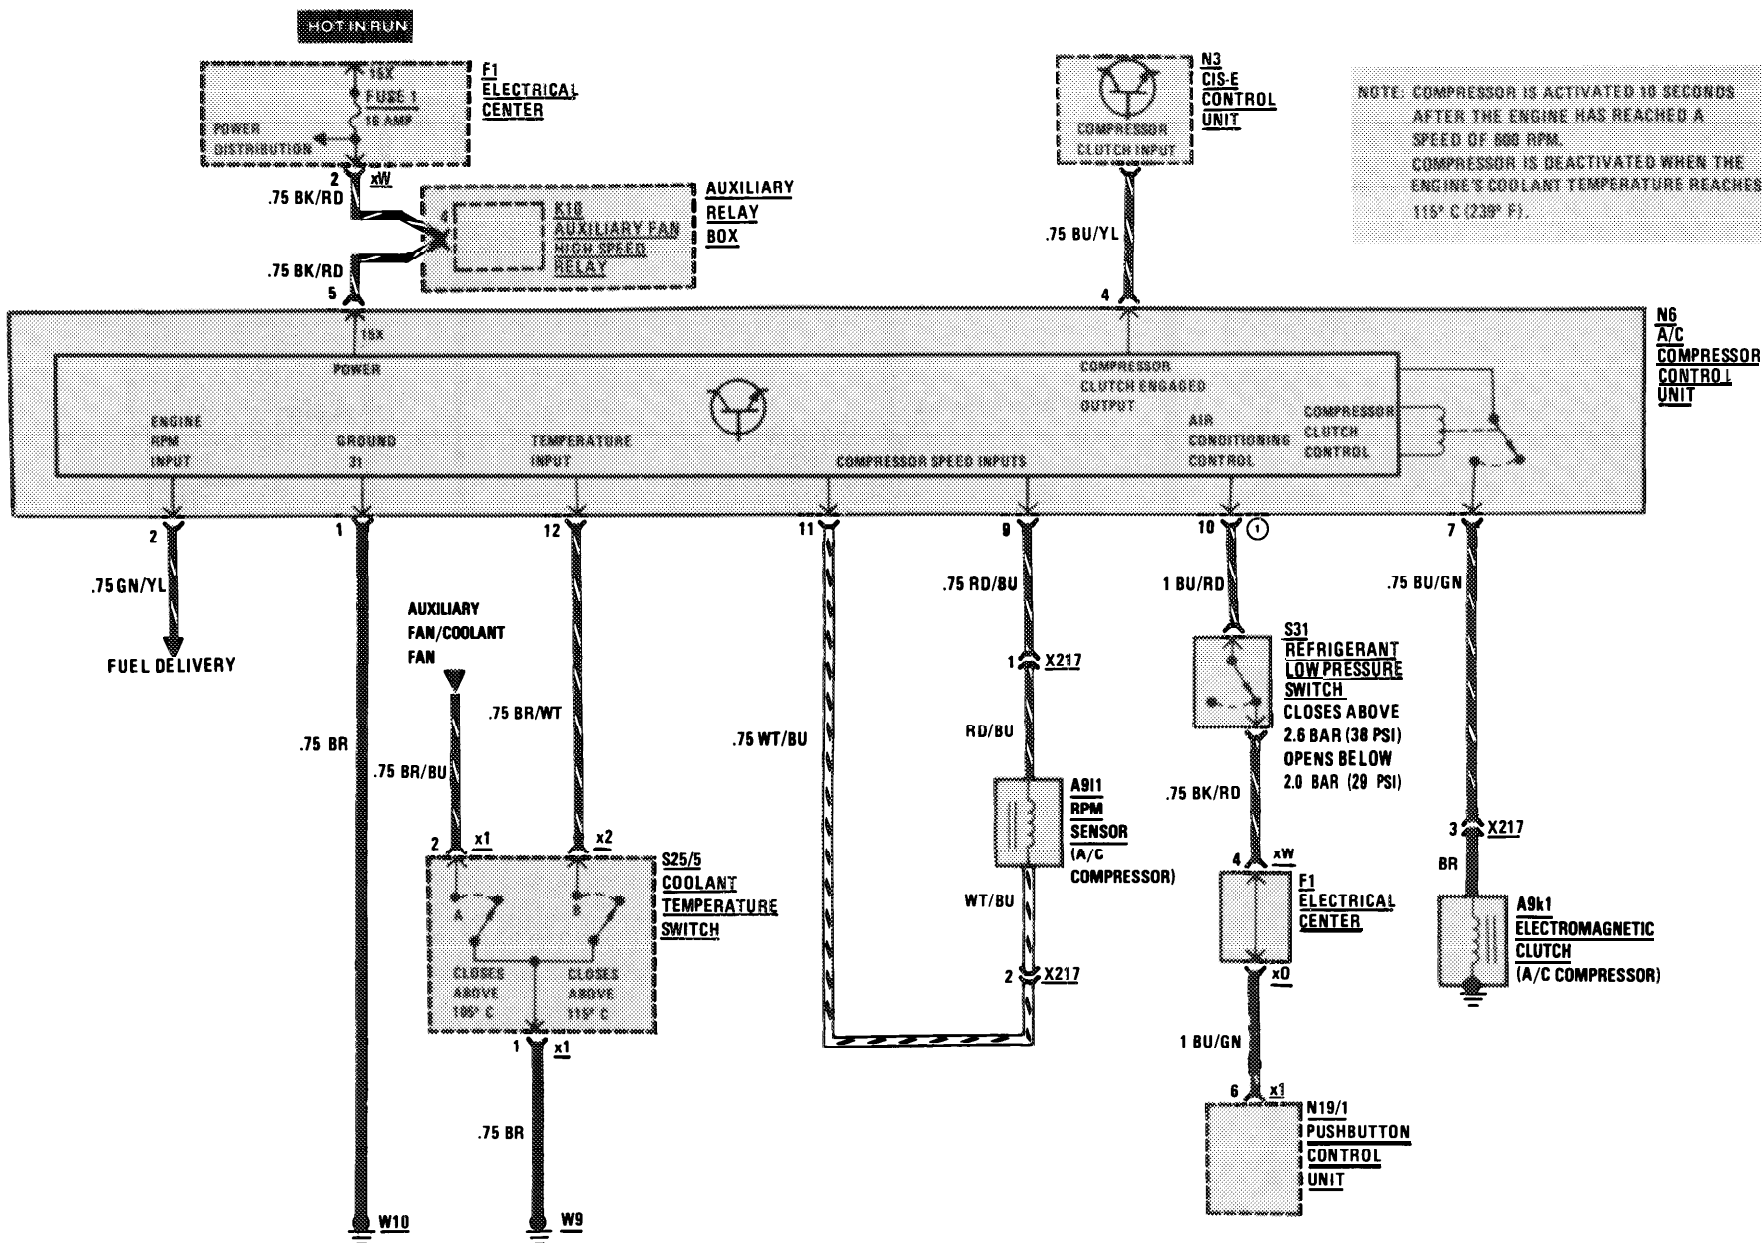 HOT IN RUN
15X
FUSE 1
16 AMP
POWER
DISTRIBUTION
F1
ELECTRICAL
CENTER
2 xW
.75 BK/RD
4
K10
AUXILIARY FAN
HIGH SPEED
RELAY
AUXILIARY
RELAY
BOX
.75 BK/RD
5
N3
CIS-E
CONTROL
UNIT
COMPRESSOR
CLUTCH INPUT
.75 BU/YL
4
NOTE: COMPRESSOR IS ACTIVATED 10 SECONDS
AFTER THE ENGINE HAS REACHED A
SPEED OF 600 RPM.
COMPRESSOR IS DEACTIVATED WHEN THE
ENGINE'S COOLANT TEMPERATURE REACHES
115° C (239° F).
N6
A/C
COMPRESSOR
CONTROL
UNIT
15X
POWER
ENGINE
RPM
INPUT
GROUND
31
TEMPERATURE
INPUT
COMPRESSOR SPEED INPUTS
COMPRESSOR
CLUTCH ENGAGED
OUTPUT
AIR
CONDITIONING
CONTROL
COMPRESSOR
CLUTCH
CONTROL
2
1
12
11
9
10 1
7
.75 GN/YL
FUEL DELIVERY
.75 BR
W10
AUXILIARY
FAN/COOLANT
FAN
.75 BR/BU
2 x1
.75 BR/WT
x2
S25/5
COOLANT
TEMPERATURE
SWITCH
A
B
CLOSES
ABOVE
105° C
CLOSES
ABOVE
115° C
1 x1
.75 BR
W9
.75 WT/BU
.75 RD/BU
1 X217
RD/BU
A9l1
RPM
SENSOR
(A/C
COMPRESSOR)
WT/BU
2 X217
1 BU/RD
S31
REFRIGERANT
LOW PRESSURE
SWITCH
CLOSES ABOVE
2.6 BAR (38 PSI)
OPENS BELOW
2.0 BAR (29 PSI)
.75 BK/RD
4 xW
F1
ELECTRICAL
CENTER
xO
1 BU/GN
6 x1
N19/1
PUSHBUTTON
CONTROL
UNIT
.75 BU/GN
3 X217
BR
A9k1
ELECTROMAGNETIC
CLUTCH
(A/C COMPRESSOR)